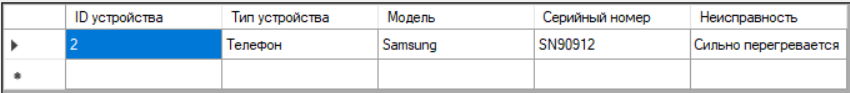 ID устройства Тип устройства Модель Серийный номер Неисправность
2 Телефон Samsung SN90912 Сильно перегревается